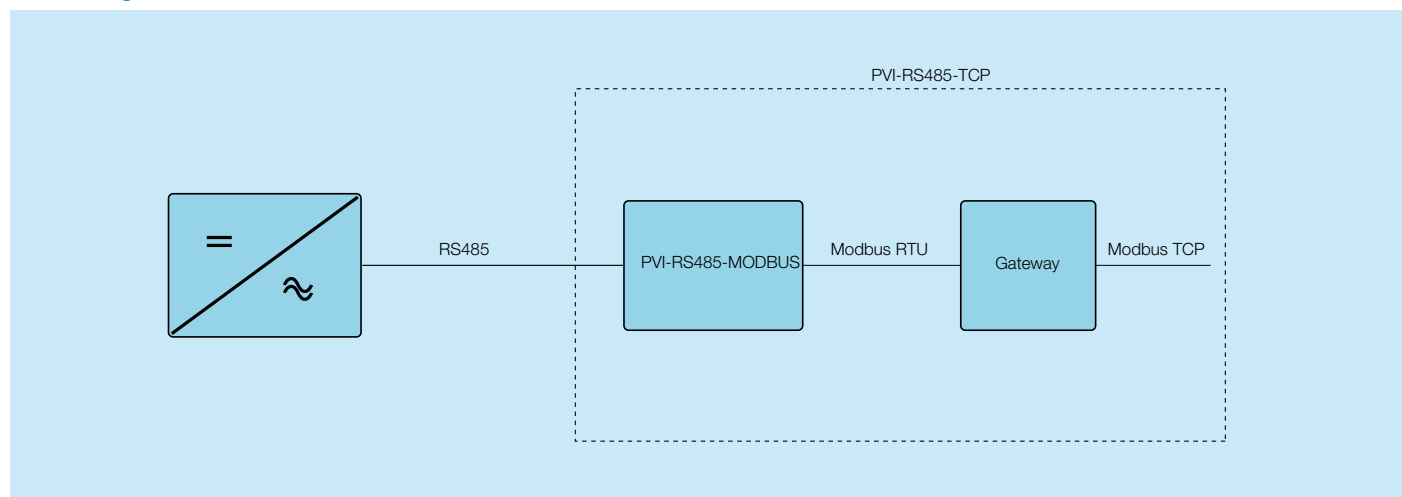 PVI-RS485-TCP
RS485
PVI-RS485-MODBUS
Modbus RTU
Gateway
Modbus TCP